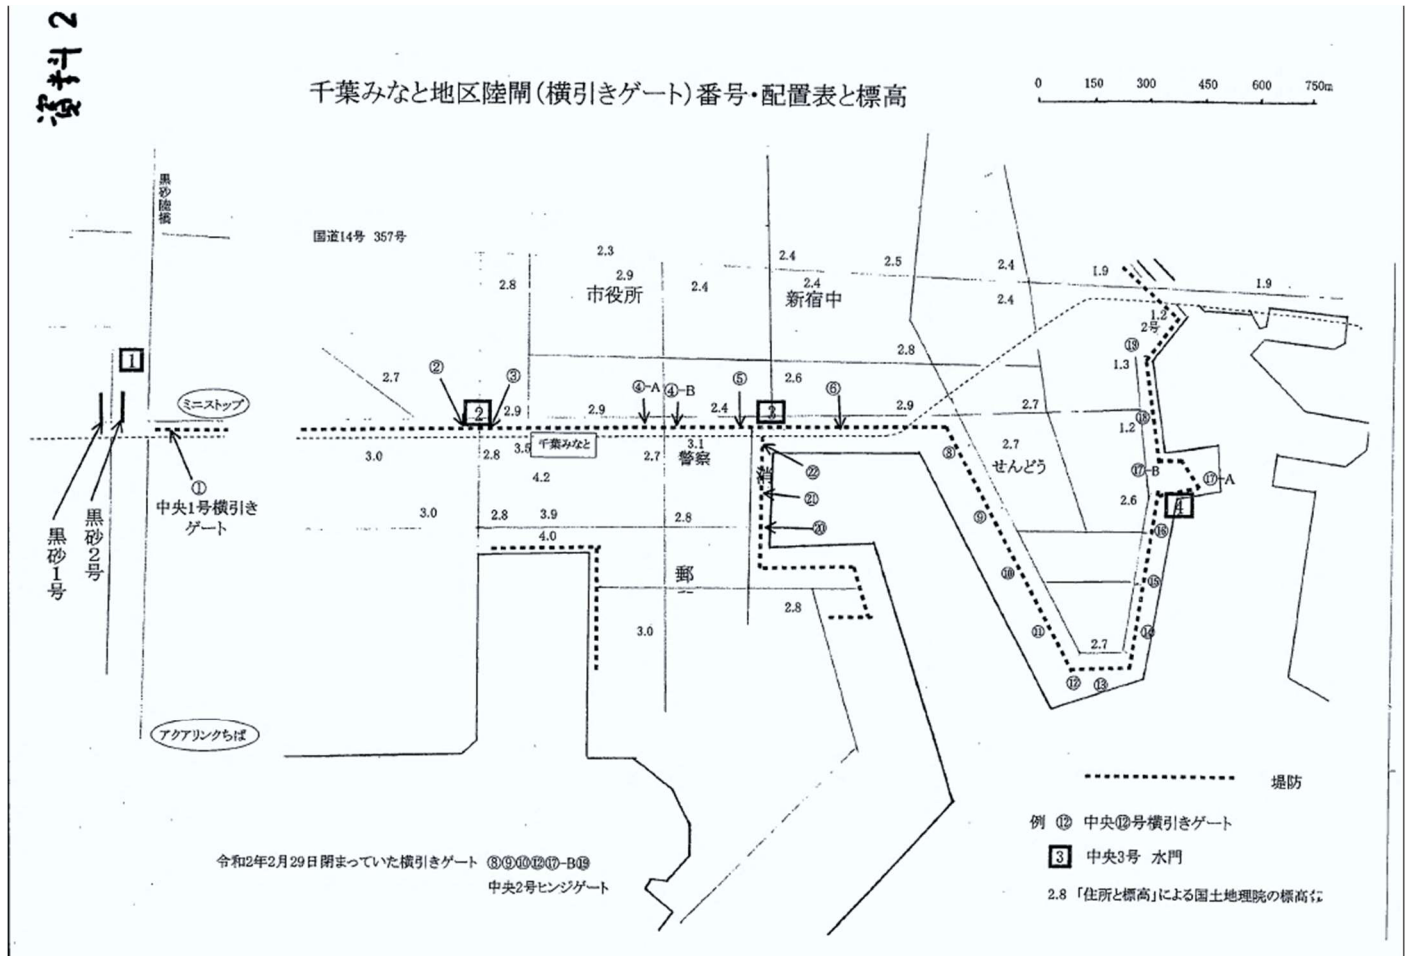 資料2
千葉みなと地区陸閘(横引きゲート)番号・配置表と標高
0 150 300 450 600 750m
黒砂陸橋
国道14号 357号
2.3
2.4
2.5
2.4
1.9
1.9
2.8
2.9
2.4
2.4
2.4
市役所
新宿中
1.2
2号
⑲
1
2.8
1.3
2.7
②
③
④-A
④-B
⑤
2.6
⑥
ミニストップ
2
2.9
2.9
2.4
3
2.9
2.7
⑱
1.2
3.0
2.8
3.5
千葉みなと
2.7
3.1
警察
消
㉒
⑧
2.7
せんどう
⑰-B
⑰-A
4.2
①
中央1号横引き
ゲート
㉑
2.6
4
3.0
2.8
3.9
2.8
⑨
4.0
⑳
⑯
黒砂1号
黒砂2号
郵
⑩
⑮
2.8
3.0
⑪
⑭
2.7
⑫
⑬
アクアリンクちば
堤防
例 ⑫ 中央⑫号横引きゲート
3 中央3号 水門
2.8 「住所と標高」による国土地理院の標高
令和2年2月29日閉まっていた横引きゲート ⑧⑨⑩⑫⑰-B⑲
中央2号ヒンジゲート